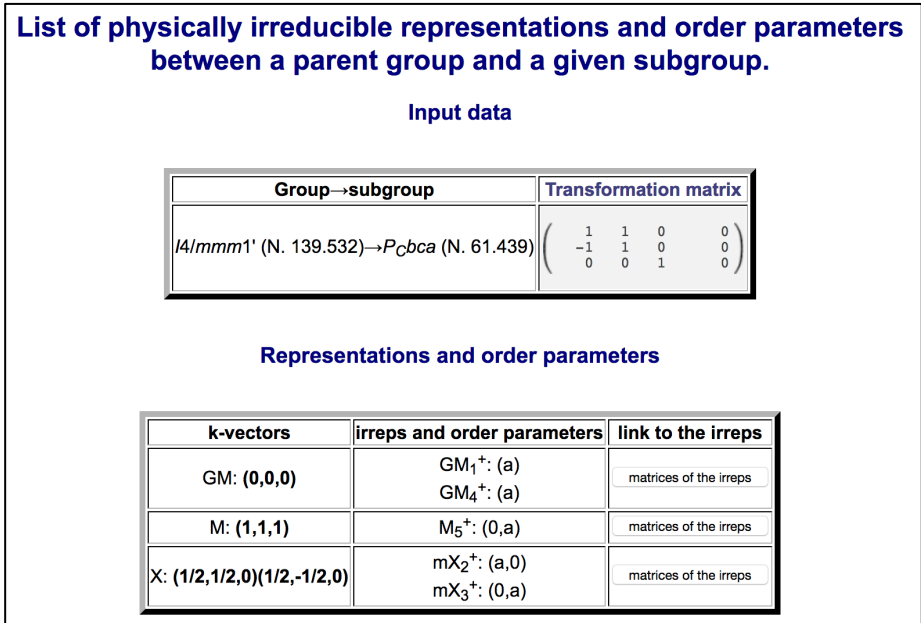 List of physically irreducible representations and order parameters
between a parent group and a given subgroup.
Input data
Group→subgroup Transformation matrix
I4/mmm1' (N. 139.532)→P_Cbca (N. 61.439)
1 1 0 0
-1 1 0 0
0 0 1 0
Representations and order parameters
k-vectors irreps and order parameters link to the irreps
GM: (0,0,0) GM₁⁺: (a) matrices of the irreps
GM₄⁺: (a)
M: (1,1,1) M₅⁺: (0,a) matrices of the irreps
X: (1/2,1/2,0)(1/2,-1/2,0) mX₂⁺: (a,0) matrices of the irreps
mX₃⁺: (0,a)